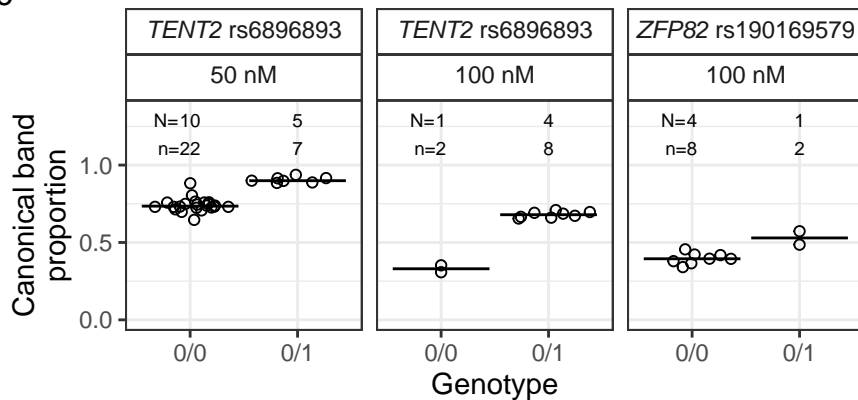 TENT2 rs6896893 TENT2 rs6896893 ZFP82 rs190169579
50 nM 100 nM 100 nM
N=10 5 N=1 4 N=4 1
n=22 7 n=2 8 n=8 2
Canonical band
proportion
1.0
0.5
0.0
0/0 0/1 0/0 0/1 0/0 0/1
Genotype